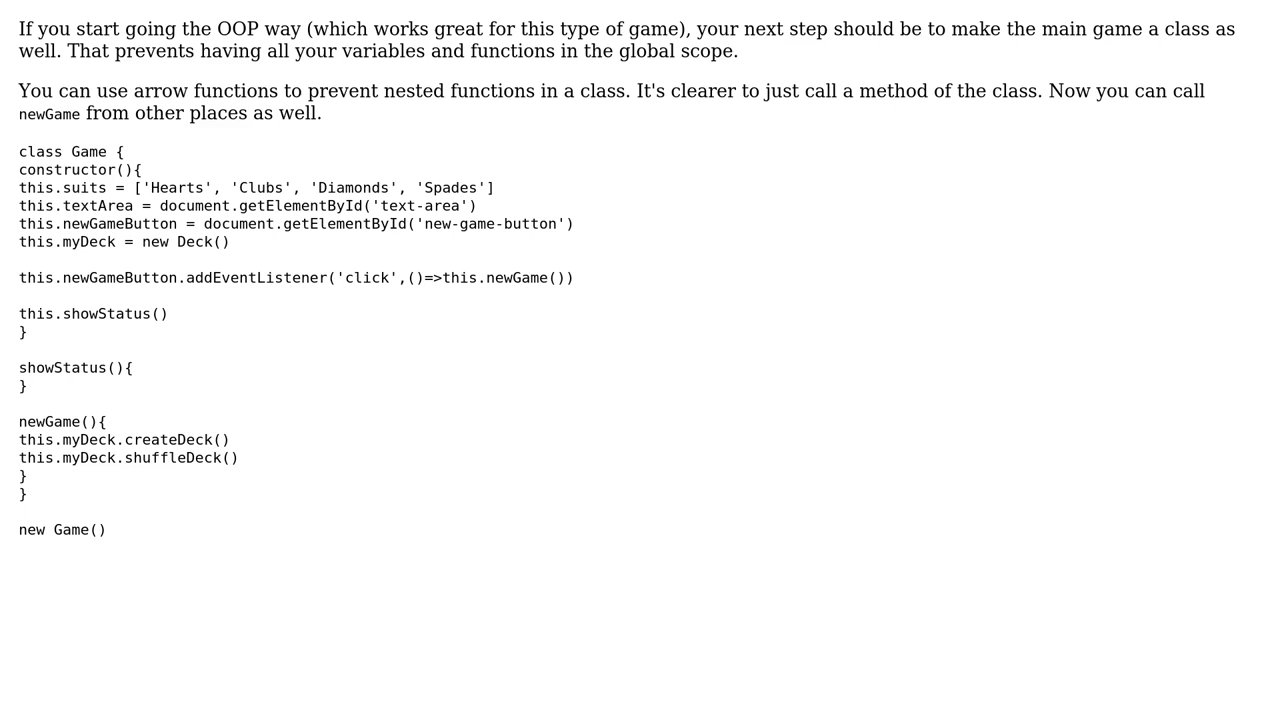 If you start going the OOP way (which works great for this type of game), your next step should be to make the main game a class as
well. That prevents having all your variables and functions in the global scope.
You can use arrow functions to prevent nested functions in a class. It's clearer to just call a method of the class. Now you can call
newGame from other places as well.
class Game {
constructor(){
this.suits = ['Hearts', 'Clubs', 'Diamonds', 'Spades']
this.textArea = document.getElementById('text-area')
this.newGameButton = document.getElementById('new-game-button')
this.myDeck = new Deck()
this.newGameButton.addEventListener('click',()=>this.newGame())
this.showStatus()
}
showStatus(){
}
newGame(){
this.myDeck.createDeck()
this.myDeck.shuffleDeck()
}
}
new Game()